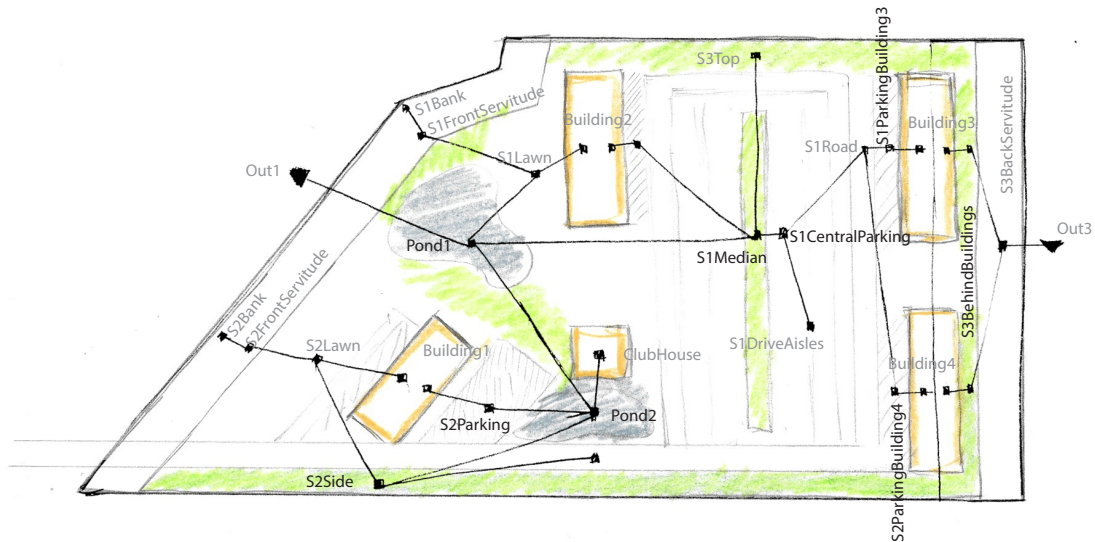 S3Top
S1ParkingBuilding3
S1Bank
S1FrontServitude
Building2
Building3
S3BackServitude
S1Lawn
S1Road
Out1
Pond1
S1CentralParking
S1Median
Out3
S3BehindBuildings
S2Bank
S2FrontServitude
S2Lawn
Building1
ClubHouse
S1DriveAisles
Building4
S2Parking
Pond2
S2ParkingBuilding4
S2Side